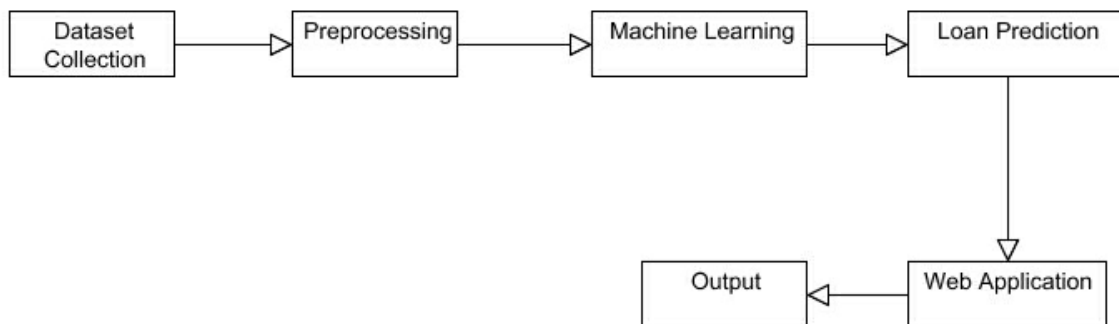 Dataset
Collection
Preprocessing
Machine Learning
Loan Prediction
Web Application
Output